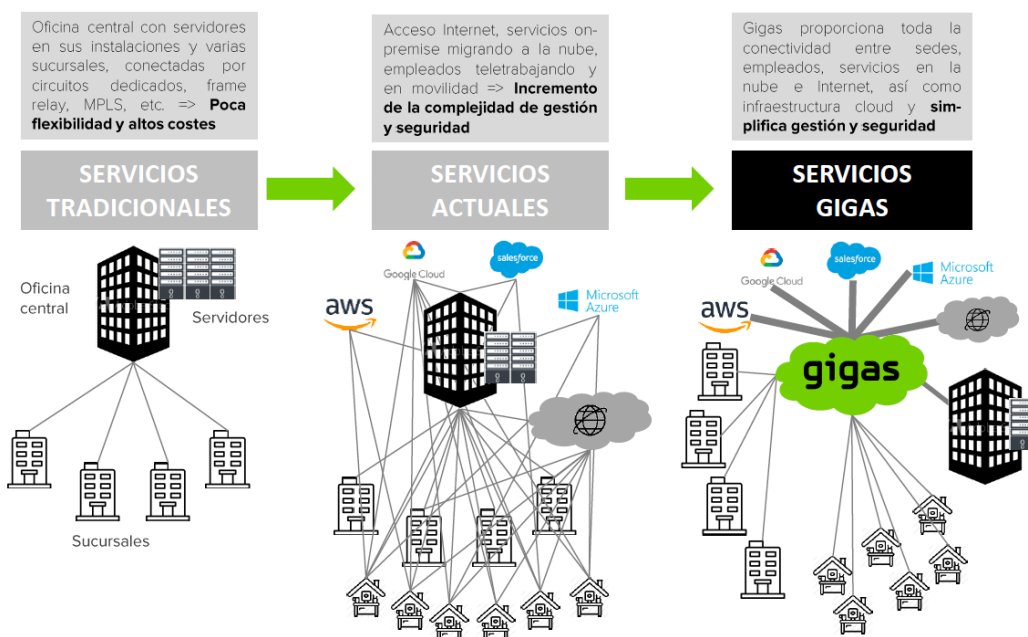 Oficina central con servidores
en sus instalaciones y varias
sucursales, conectadas por
circuitos dedicados, frame
relay, MPLS, etc. => Poca
flexibilidad y altos costes
SERVICIOS
TRADICIONALES
Oficina
central
Servidores
Sucursales
Acceso Internet, servicios on-
premise migrando a la nube,
empleados teletrabajando y
en movilidad => Incremento
de la complejidad de gestión
y seguridad
SERVICIOS
ACTUALES
Google Cloud
salesforce
aws
Microsoft
Azure
Gigas proporciona toda la
conectividad entre sedes,
empleados, servicios en la
nube e Internet, así como
infraestructura cloud y sim-
plifica gestión y seguridad
SERVICIOS
GIGAS
Google Cloud
salesforce
Microsoft
Azure
aws
gigas